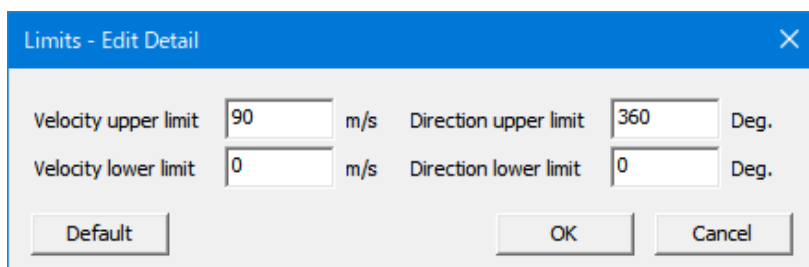 Limits - Edit Detail
Velocity upper limit 90 m/s Direction upper limit 360 Deg.
Velocity lower limit 0 m/s Direction lower limit 0 Deg.
Default OK Cancel